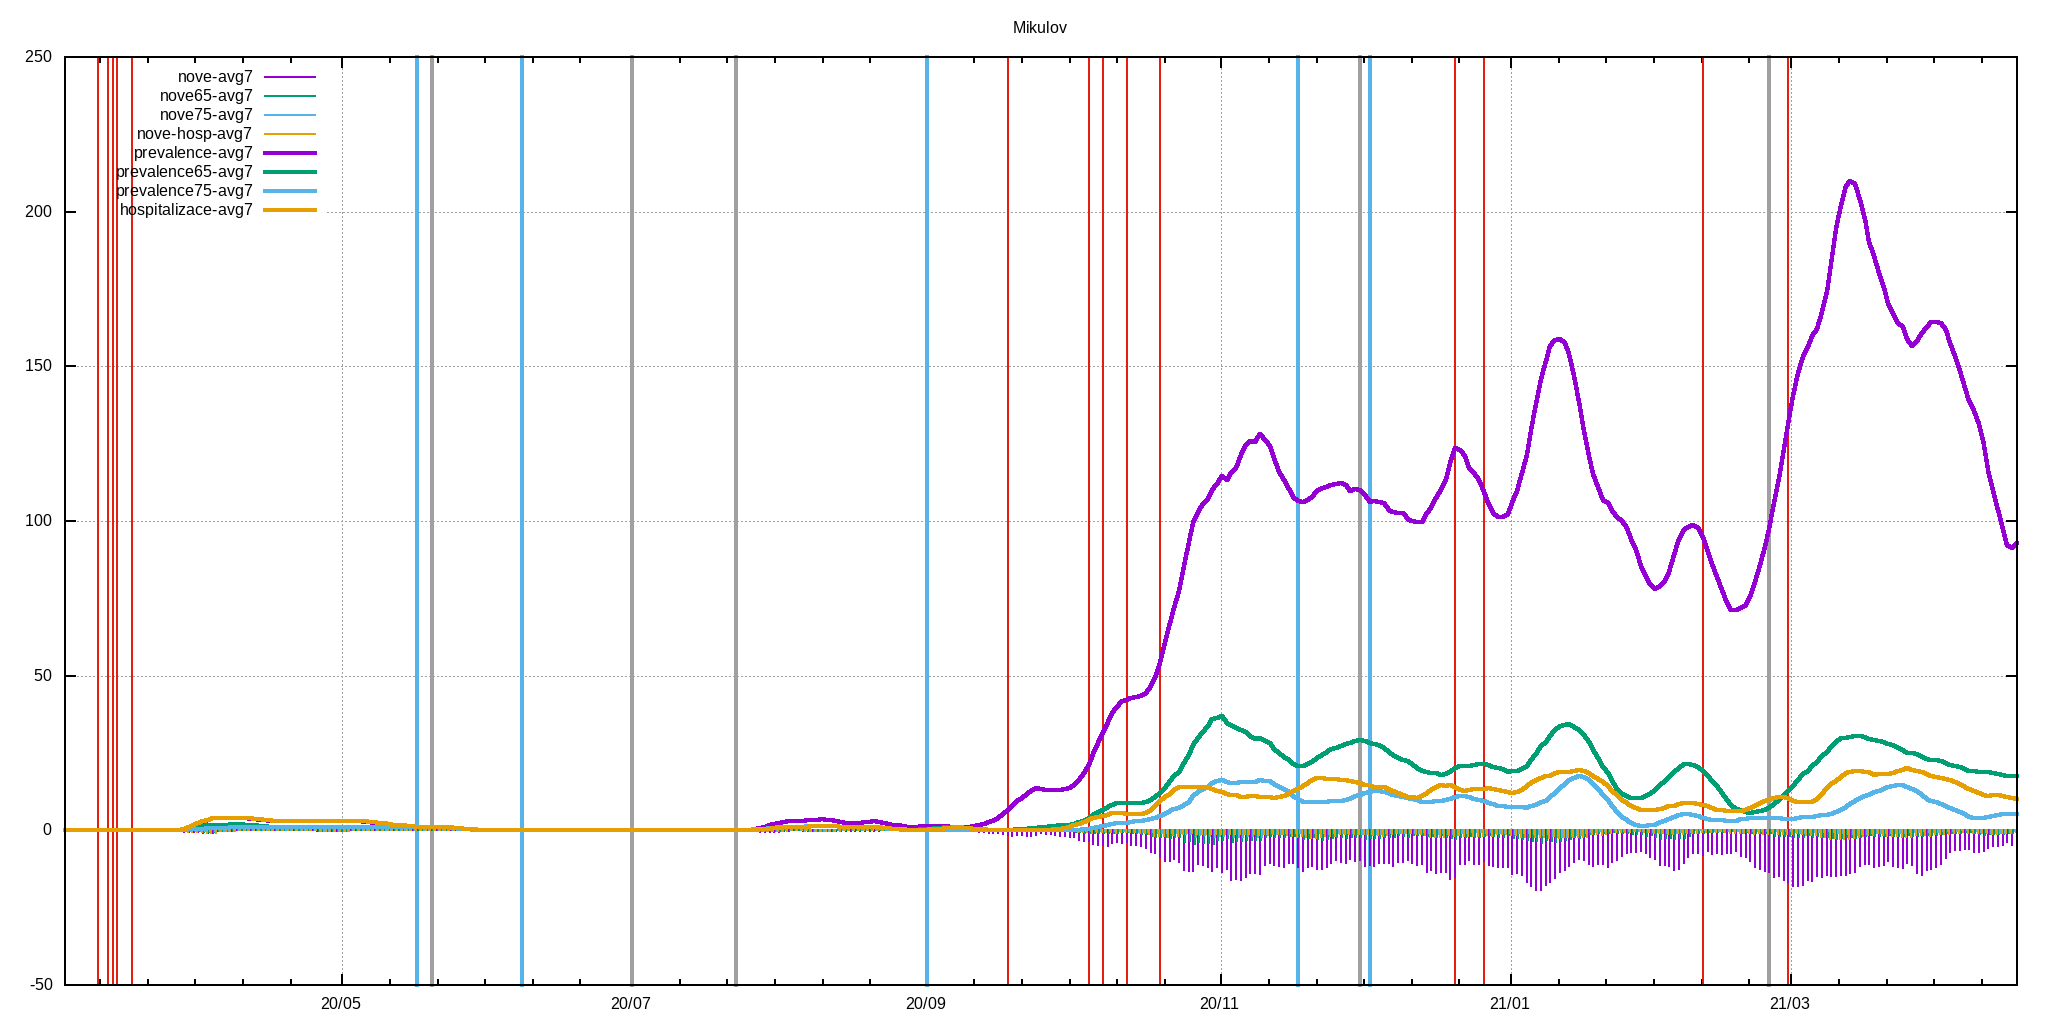 Mikulov
250
200
150
100
50
0
-50
nove-avg7
nove65-avg7
nove75-avg7
nove-hosp-avg7
prevalence-avg7
prevalence65-avg7
prevalence75-avg7
hospitalizace-avg7
20/05 20/07 20/09 20/11 21/01 21/03